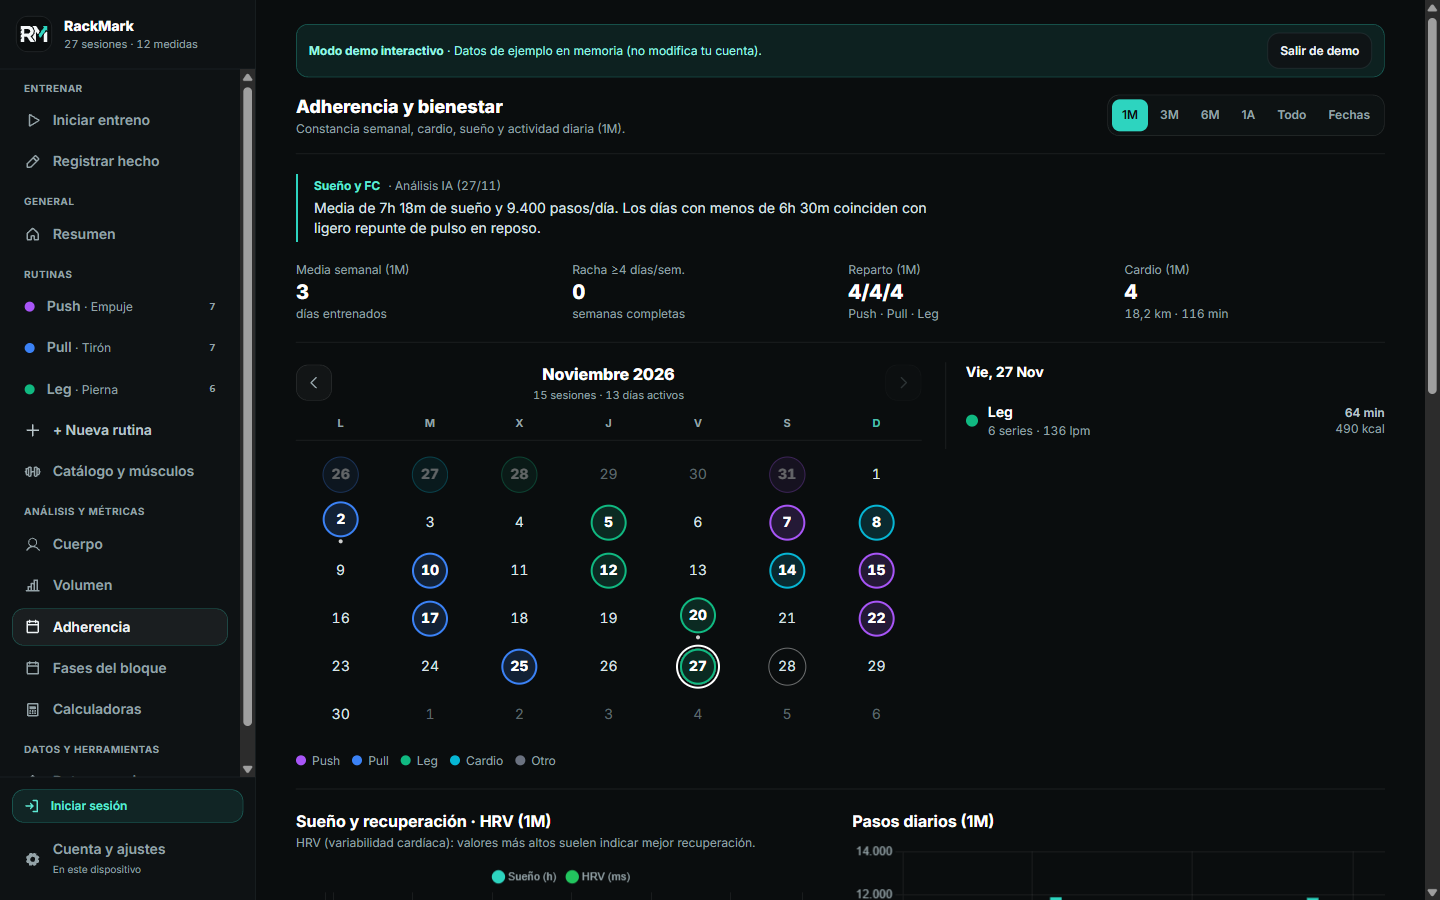 RackMark
27 sesiones · 12 medidas
ENTRENAR
Iniciar entreno
Registrar hecho
GENERAL
Resumen
RUTINAS
Push · Empuje 7
Pull · Tirón 7
Leg · Pierna 6
+ Nueva rutina
Catálogo y músculos
ANÁLISIS Y MÉTRICAS
Cuerpo
Volumen
Adherencia
Fases del bloque
Calculadoras
DATOS Y HERRAMIENTAS
Iniciar sesión
Cuenta y ajustes
En este dispositivo
Modo demo interactivo · Datos de ejemplo en memoria (no modifica tu cuenta).
Salir de demo
Adherencia y bienestar
Constancia semanal, cardio, sueño y actividad diaria (1M).
1M 3M 6M 1A Todo Fechas
Sueño y FC · Análisis IA (27/11)
Media de 7h 18m de sueño y 9.400 pasos/día. Los días con menos de 6h 30m coinciden con
ligero repunte de pulso en reposo.
Media semanal (1M)
3
días entrenados
Racha ≥4 días/sem.
0
semanas completas
Reparto (1M)
4/4/4
Push · Pull · Leg
Cardio (1M)
4
18,2 km · 116 min
Noviembre 2026
15 sesiones · 13 días activos
L M X J V S D
26 27 28 29 30 31 1
2 3 4 5 6 7 8
9 10 11 12 13 14 15
16 17 18 19 20 21 22
23 24 25 26 27 28 29
30 1 2 3 4 5 6
Push Pull Leg Cardio Otro
Vie, 27 Nov
Leg
6 series · 136 lpm
64 min
490 kcal
Sueño y recuperación · HRV (1M)
HRV (variabilidad cardíaca): valores más altos suelen indicar mejor recuperación.
Sueño (h) HRV (ms)
Pasos diarios (1M)
14.000
12.000